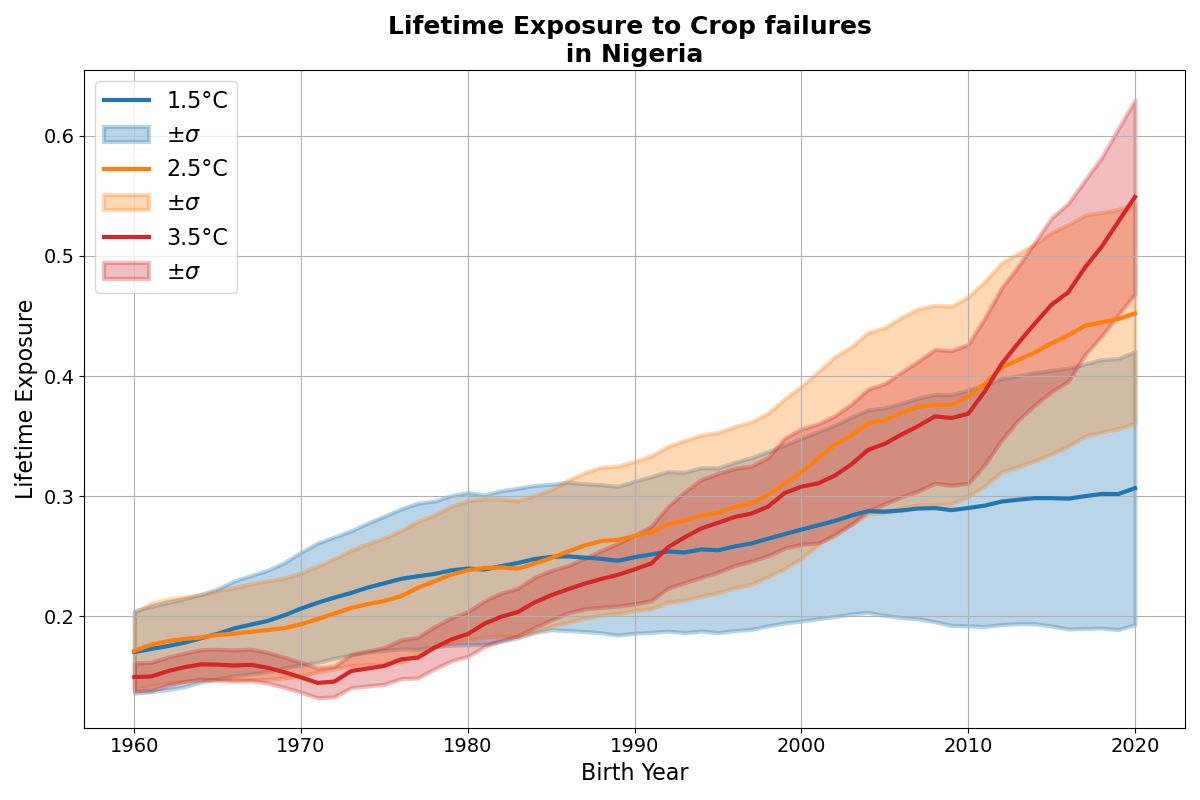 Lifetime Exposure to Crop failures
in Nigeria
1.5°C
±σ
2.5°C
±σ
3.5°C
±σ
Lifetime Exposure
0.6
0.5
0.4
0.3
0.2
1960
1970
1980
1990
2000
2010
2020
Birth Year